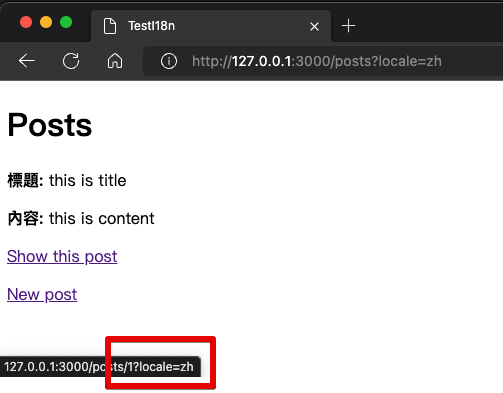 TestI18n
http://127.0.0.1:3000/posts?locale=zh
Posts
標題: this is title
內容: this is content
Show this post
New post
127.0.0.1:3000/posts/1?locale=zh